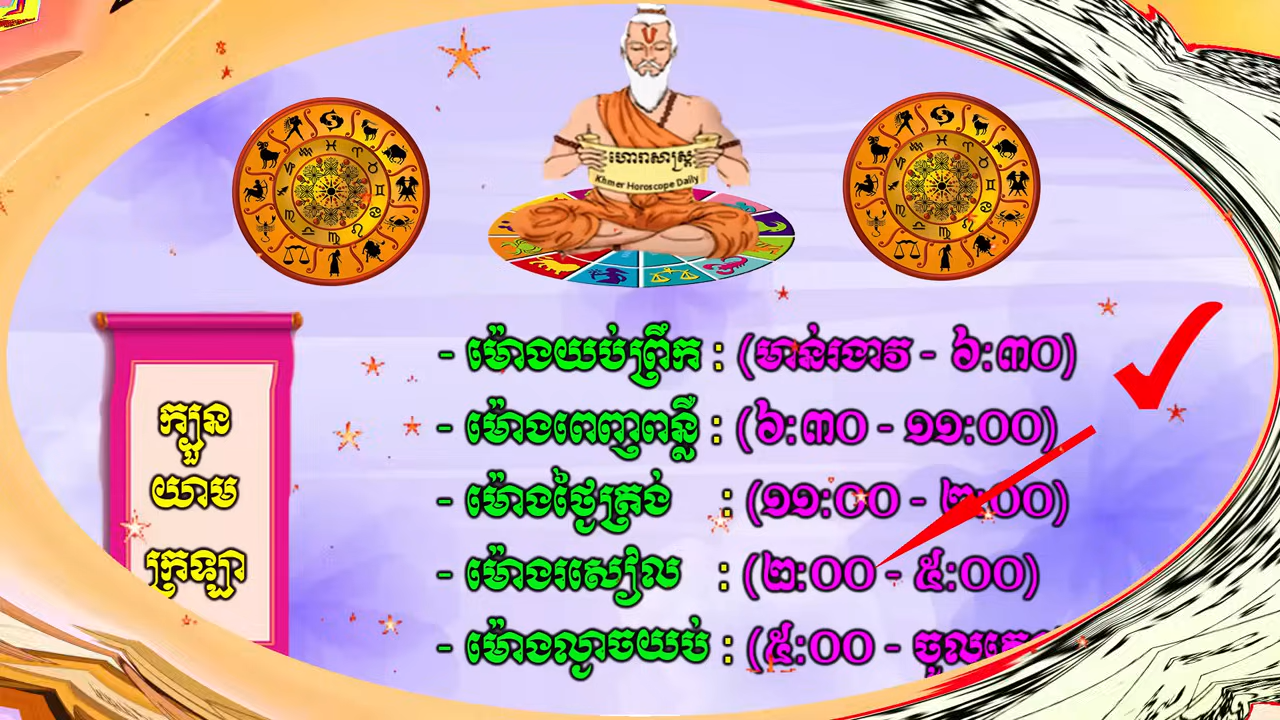 ហោរាសាស្ត្រ
Khmer Horoscope Daily
ក្បួន
យាម
ក្រឡា
- ម៉ោងយប់ព្រឹក : (មាន់រងាវ - ៦:៣០)
- ម៉ោងពេញពន្លឺ : (៦:៣០ - ១១:០០)
- ម៉ោងថ្ងៃត្រង់ : (១១:០០ - ២:០០)
- ម៉ោងរសៀល : (២:០០ - ៥:០០)
- ម៉ោងល្ងាចយប់ : (៥:០០ - ចូល